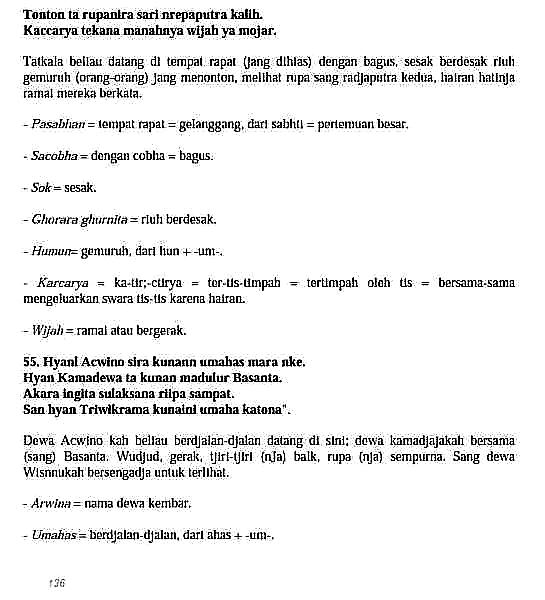 Tonton ta rupanira sari nrepaputra kalih.
Kaccarya tekana manahnya wijah ya mojar.
Tatkala beliau datang di tempat rapat (jang dihias) dengan bagus, sesak berdesak riuh
gemuruh (orang-orang) jang menonton, melihat rupa sang radjaputra kedua, hairan hatinja
ramai mereka berkata.
- Pasabhan = tempat rapat = gelanggang, dari sabhti = pertemuan besar.
- Sacobha = dengan cobha = bagus.
- Sok = sesak.
- Ghorara ghurnita = riuh berdesak.
- Humun= gemuruh, dari hun + -um-.
- Karcarya = ka-tir;-ctirya = ter-tis-timpah = tertimpah oleh tis = bersama-sama
mengeluarkan swara tis-tis karena hairan.
- Wijah = ramai atau bergerak.
55. Hyanl Acwino sira kunann umahas mara nke.
Hyan Kamadewa ta kunan madulur Basanta.
Akara ingita sulaksana riipa sampat.
San hyan Triwikrama kunaini umaha katona".
Dewa Acwino kah beliau berdjalan-djalan datang di sini; dewa kamadjajakah bersama
(sang) Basanta. Wudjud, gerak, tjiri-tjiri (nja) baik, rupa (nja) sempurna. Sang dewa
Wisnnukah bersengadja untuk terlihat.
- Arwina = nama dewa kembar.
- Umahas = berdjalan-djalan, dari ahas + -um-.
136